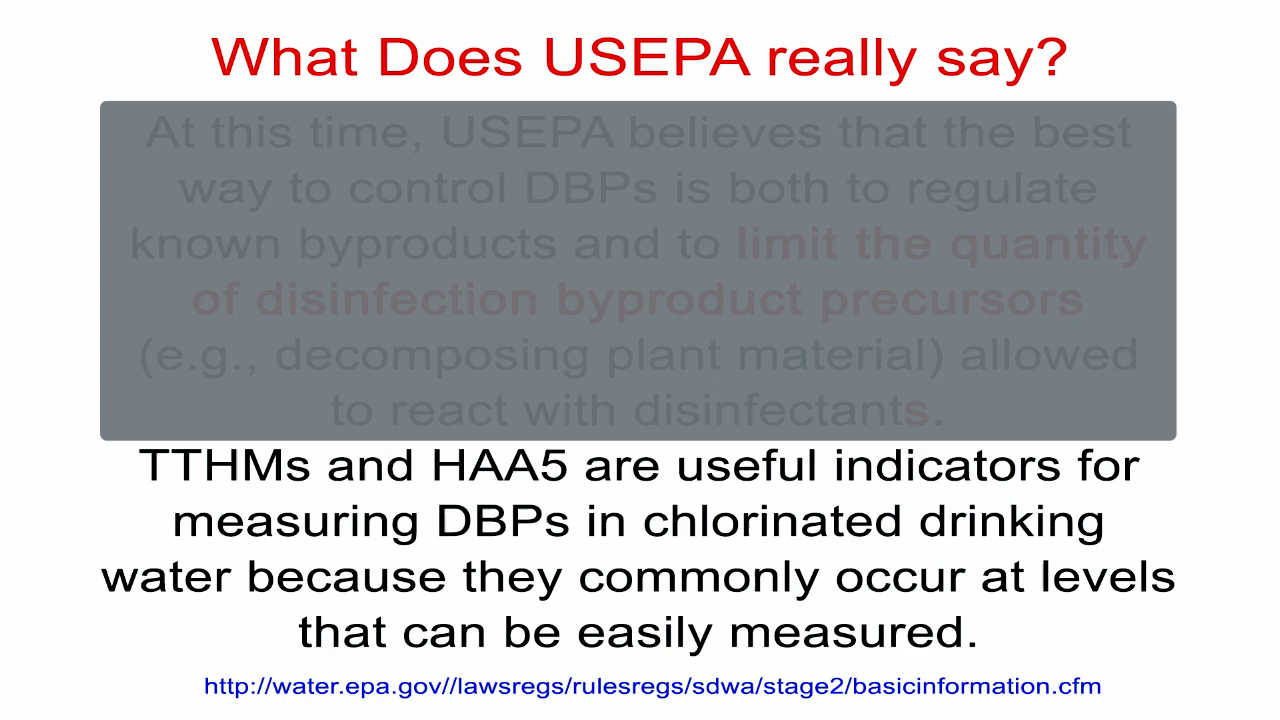 What Does USEPA really say?
At this time, USEPA believes that the best
way to control DBPs is both to regulate
known byproducts and to limit the quantity
of disinfection byproduct precursors
(e.g., decomposing plant material) allowed
to react with disinfectants.
TTHMs and HAA5 are useful indicators for
measuring DBPs in chlorinated drinking
water because they commonly occur at levels
that can be easily measured.
http://water.epa.gov//lawsregs/rulesregs/sdwa/stage2/basicinformation.cfm